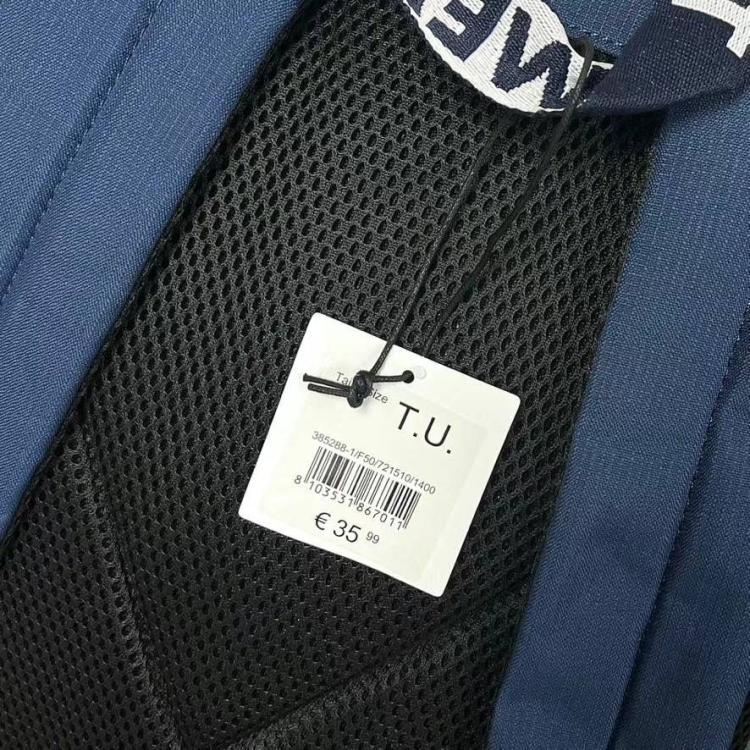 T.U.
385288-1/F50/721510/1400
8 103531 867011
€ 35 99